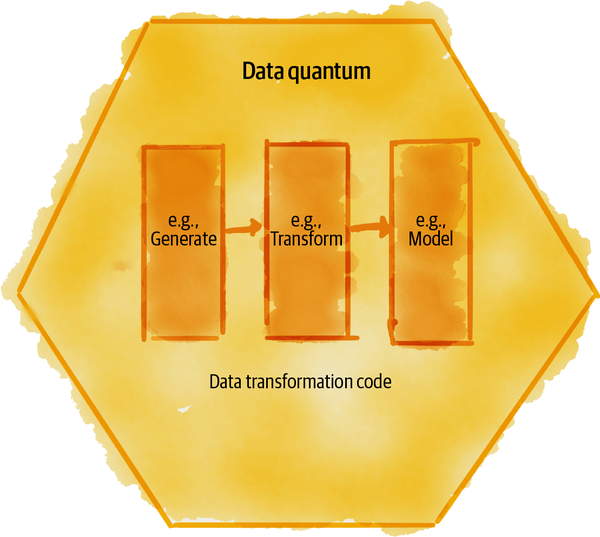 Data quantum
e.g.,
Generate
e.g.,
Transform
e.g.,
Model
Data transformation code